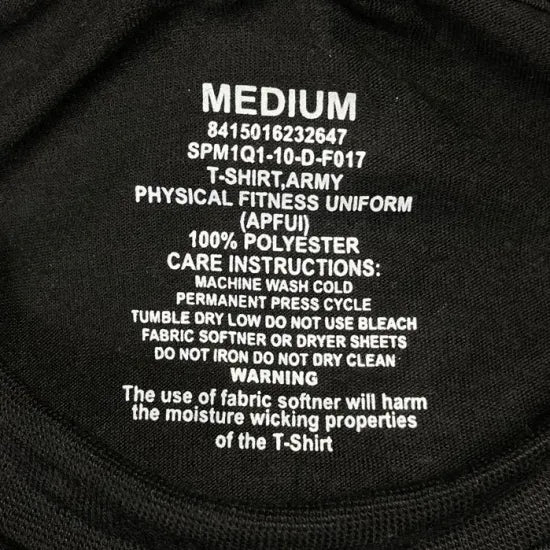 MEDIUM
8415016232647
SPM1Q1-10-D-F017
T-SHIRT,ARMY
PHYSICAL FITNESS UNIFORM
(APFUI)
100% POLYESTER
CARE INSTRUCTIONS:
MACHINE WASH COLD
PERMANENT PRESS CYCLE
TUMBLE DRY LOW DO NOT USE BLEACH
FABRIC SOFTNER OR DRYER SHEETS
DO NOT IRON DO NOT DRY CLEAN
WARNING
The use of fabric softner will harm
the moisture wicking properties
of the T-Shirt